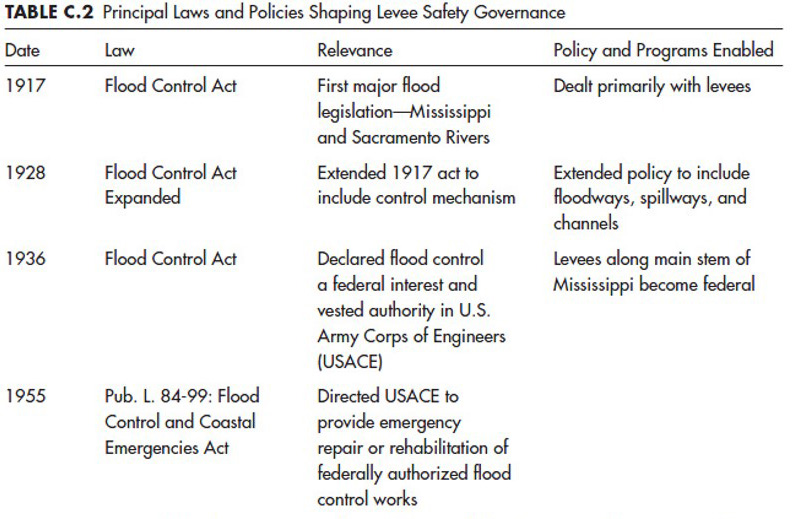 TABLE C.2 Principal Laws and Policies Shaping Levee Safety Governance
Date Law Relevance Policy and Programs Enabled
1917 Flood Control Act First major flood Dealt primarily with levees
legislation—Mississippi
and Sacramento Rivers
1928 Flood Control Act Extended 1917 act to Extended policy to include
Expanded include control mechanism floodways, spillways, and
channels
1936 Flood Control Act Declared flood control Levees along main stem of
a federal interest and Mississippi become federal
vested authority in U.S.
Army Corps of Engineers
(USACE)
1955 Pub. L. 84-99: Flood Directed USACE to
Control and Coastal provide emergency
Emergencies Act repair or rehabilitation of
federally authorized flood
control works